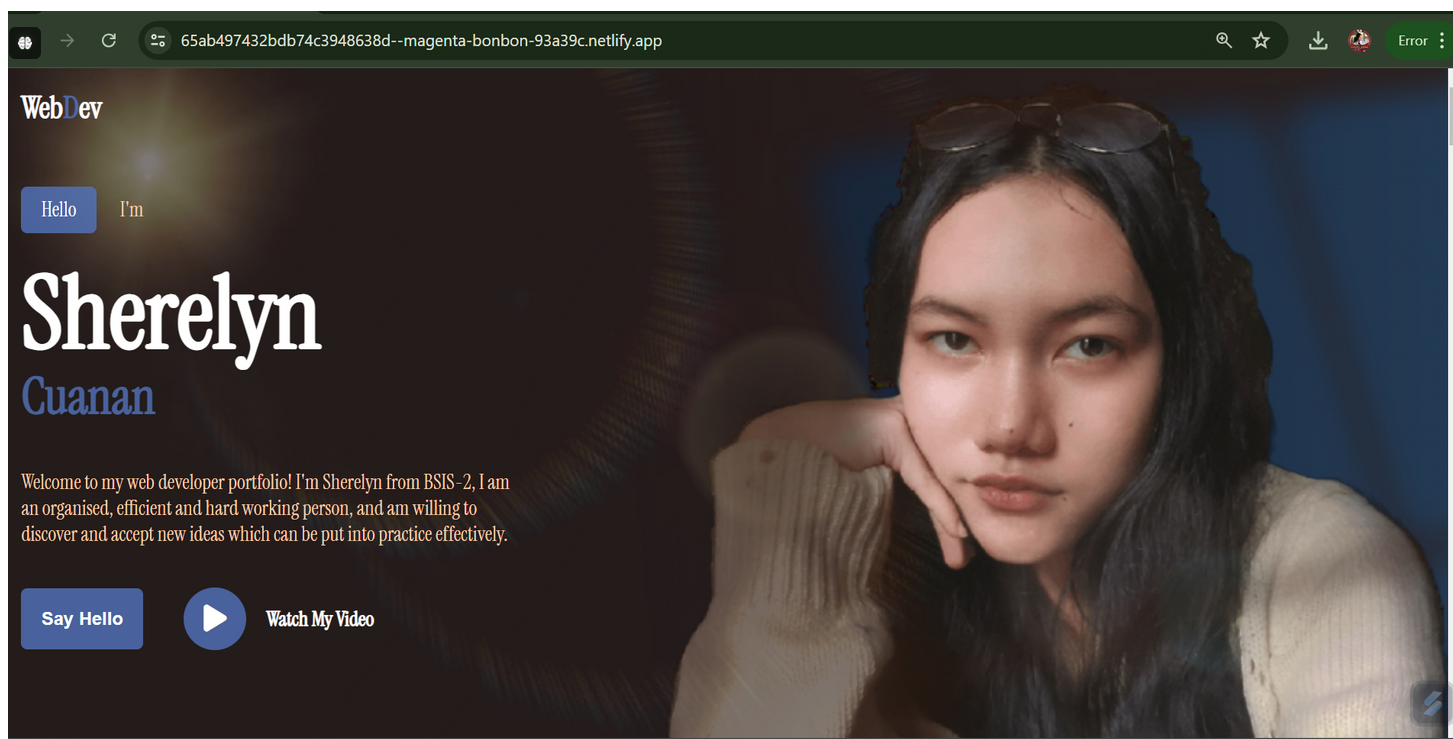 65ab497432bdb74c3948638d--magenta-bonbon-93a39c.netlify.app
Error
WebDev
Hello I'm
Sherelyn
Cuanan
Welcome to my web developer portfolio! I'm Sherelyn from BSIS-2, I am
an organised, efficient and hard working person, and am willing to
discover and accept new ideas which can be put into practice effectively.
Say Hello Watch My Video